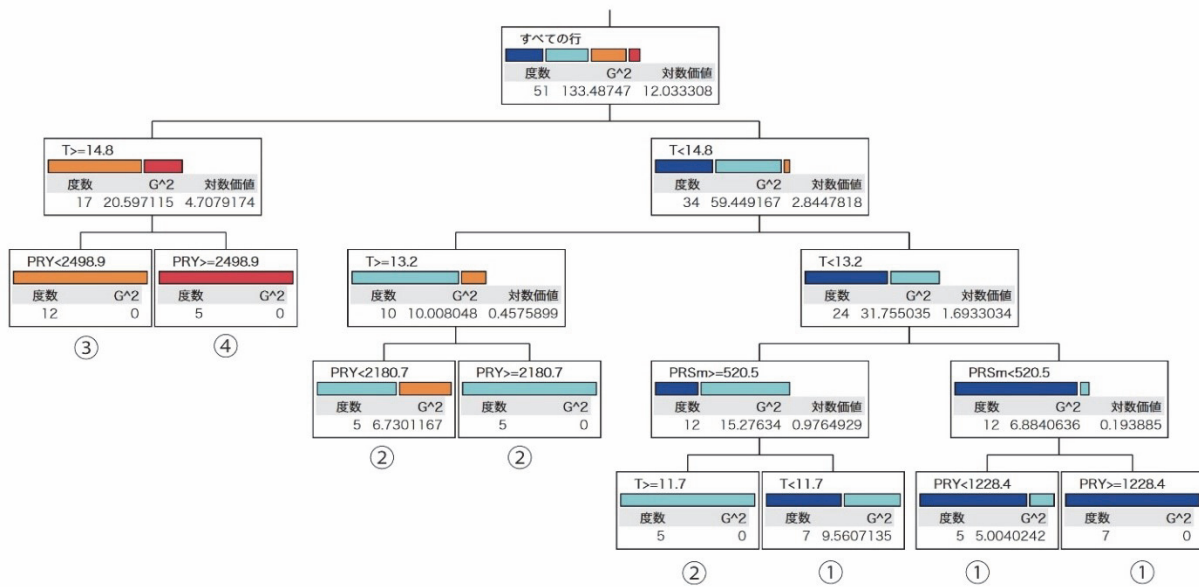 すべての行
度数 G^2 対数価値
51 133.48747 12.033308
T>=14.8
度数 G^2 対数価値
17 20.597115 4.7079174
T<14.8
度数 G^2 対数価値
34 59.449167 2.8447818
PRY<2498.9
度数 G^2
12 0
③
PRY>=2498.9
度数 G^2
5 0
④
T>=13.2
度数 G^2 対数価値
10 10.008048 0.4575899
T<13.2
度数 G^2 対数価値
24 31.755035 1.6933034
PRY<2180.7
度数 G^2
5 6.7301167
②
PRY>=2180.7
度数 G^2
5 0
②
PRSm>=520.5
度数 G^2 対数価値
12 15.27634 0.9764929
PRSm<520.5
度数 G^2 対数価値
12 6.8840636 0.193885
T>=11.7
度数 G^2
5 0
②
T<11.7
度数 G^2
7 9.5607135
①
PRY<1228.4
度数 G^2
5 5.0040242
①
PRY>=1228.4
度数 G^2
7 0
①